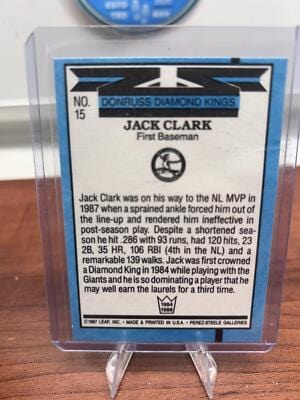 NO.
15
DONRUSS DIAMOND KINGS
JACK CLARK
First Baseman
Jack Clark was on his way to the NL MVP in
1987 when a sprained ankle forced him out of
the line-up and rendered him ineffective in
post-season play. Despite a shortened sea-
son he hit .286 with 93 runs, had 120 hits, 23
2B, 35 HR, 106 RBI (4th in the NL) and a
remarkable 139 walks. Jack was first crowned
a Diamond King in 1984 while playing with the
Giants and he is so dominating a player that he
may well earn the laurels for a third time.
1984
1988
©1987 LEAF, INC. • MADE & PRINTED IN U.S.A. • PEREZ-STEELE GALLERIES